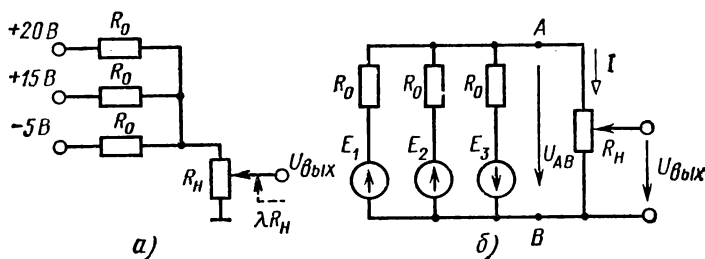 +20 В
R₀
+15 В
R₀
−5 В
R₀
Rн
Uвых
λRн
а)
A
I
R₀
R₀
R₀
E₁
E₂
E₃
UAB
Rн
Uвых
B
б)